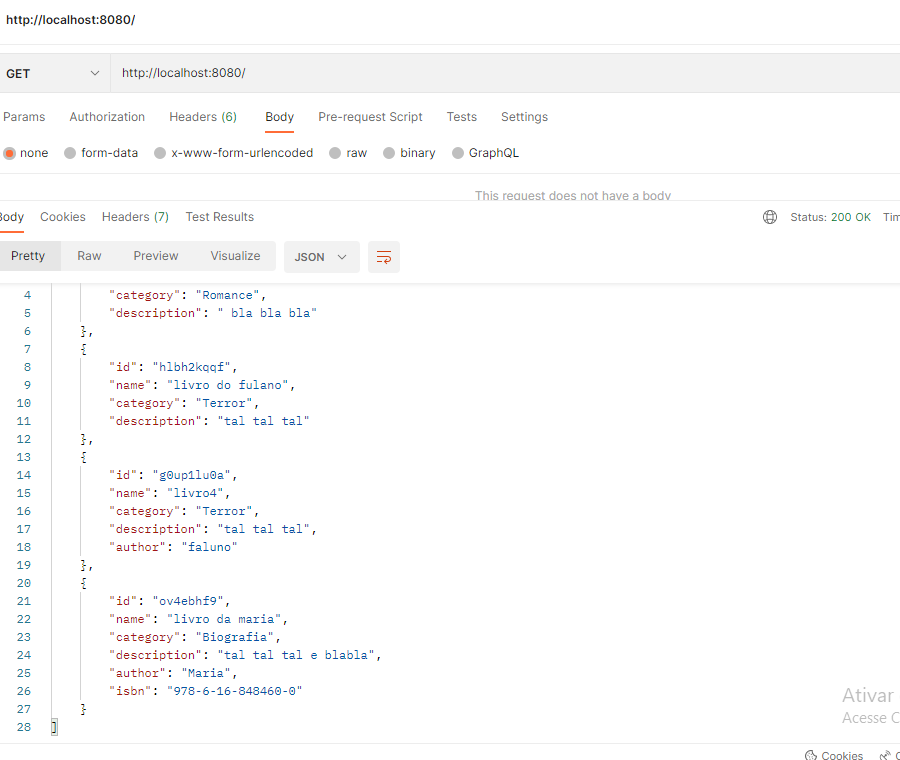 http://localhost:8080/
GET http://localhost:8080/
Params Authorization Headers (6) Body Pre-request Script Tests Settings
none form-data x-www-form-urlencoded raw binary GraphQL
This request does not have a body
Body Cookies Headers (7) Test Results Status: 200 OK Tim
Pretty Raw Preview Visualize JSON
4 "category": "Romance",
5 "description": " bla bla bla"
6 },
7 {
8 "id": "hlbh2kqqf",
9 "name": "livro do fulano",
10 "category": "Terror",
11 "description": "tal tal tal"
12 },
13 {
14 "id": "g0up1lu0a",
15 "name": "livro4",
16 "category": "Terror",
17 "description": "tal tal tal",
18 "author": "faluno"
19 },
20 {
21 "id": "ov4ebhf9",
22 "name": "livro da maria",
23 "category": "Biografia",
24 "description": "tal tal tal e blabla",
25 "author": "Maria",
26 "isbn": "978-6-16-848460-0"
27 }
28 ]
Ativar
Acesse C
Cookies C